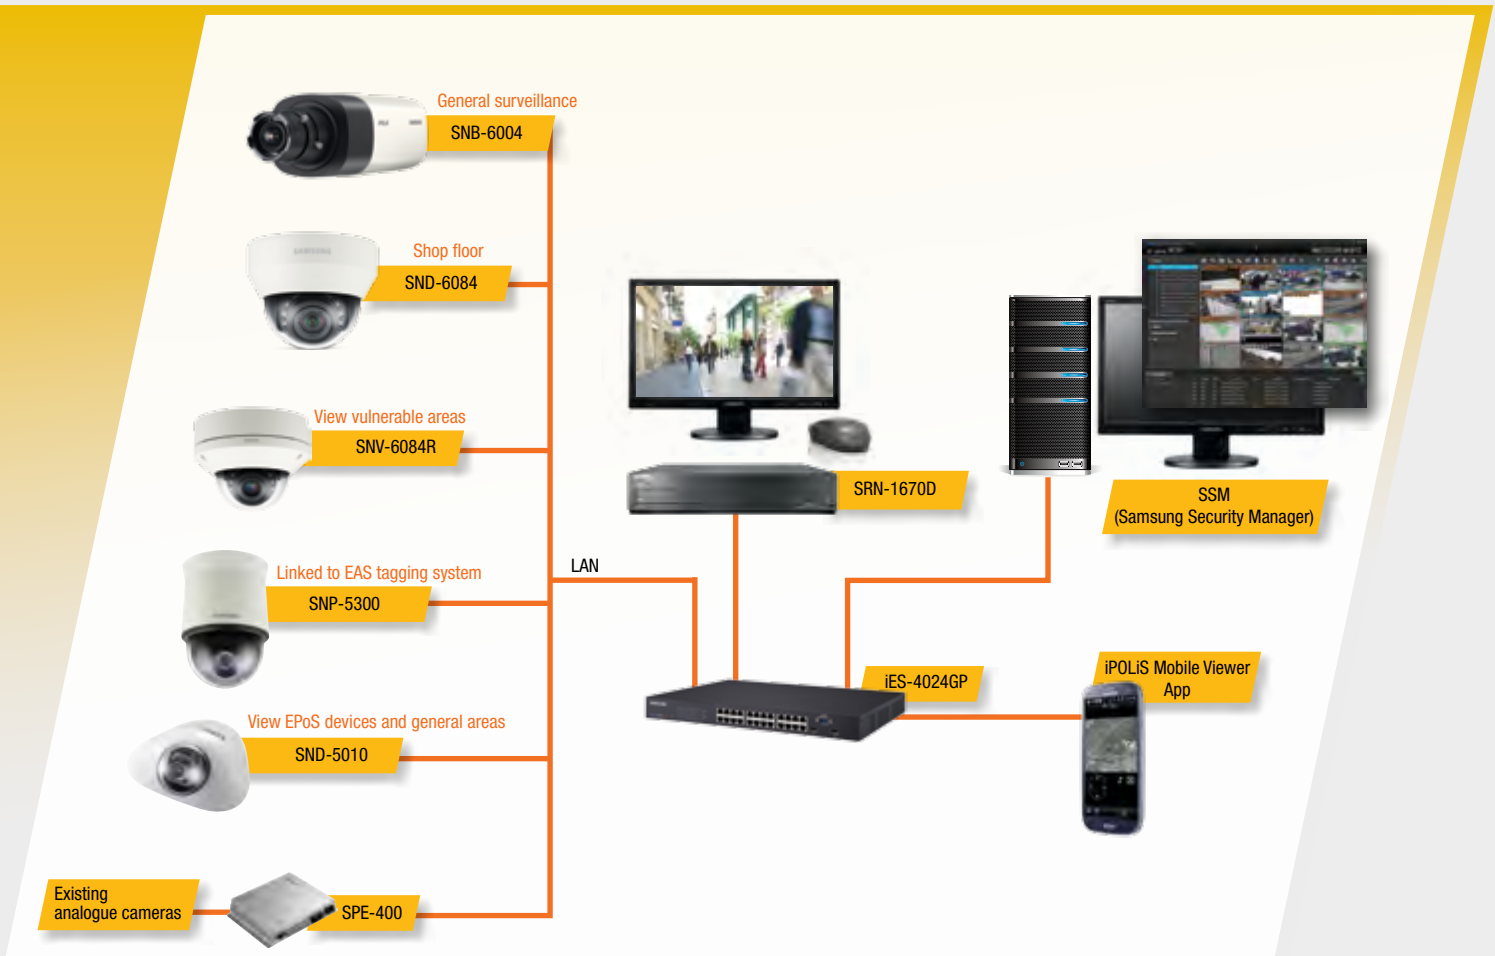 General surveillance
SNB-6004
Shop floor
SND-6084
View vulnerable areas
SNV-6084R
Linked to EAS tagging system
SNP-5300
View EPoS devices and general areas
SND-5010
Existing
analogue cameras
SPE-400
LAN
SRN-1670D
SSM
(Samsung Security Manager)
iES-4024GP
iPOLiS Mobile Viewer
App
SAMSUNG